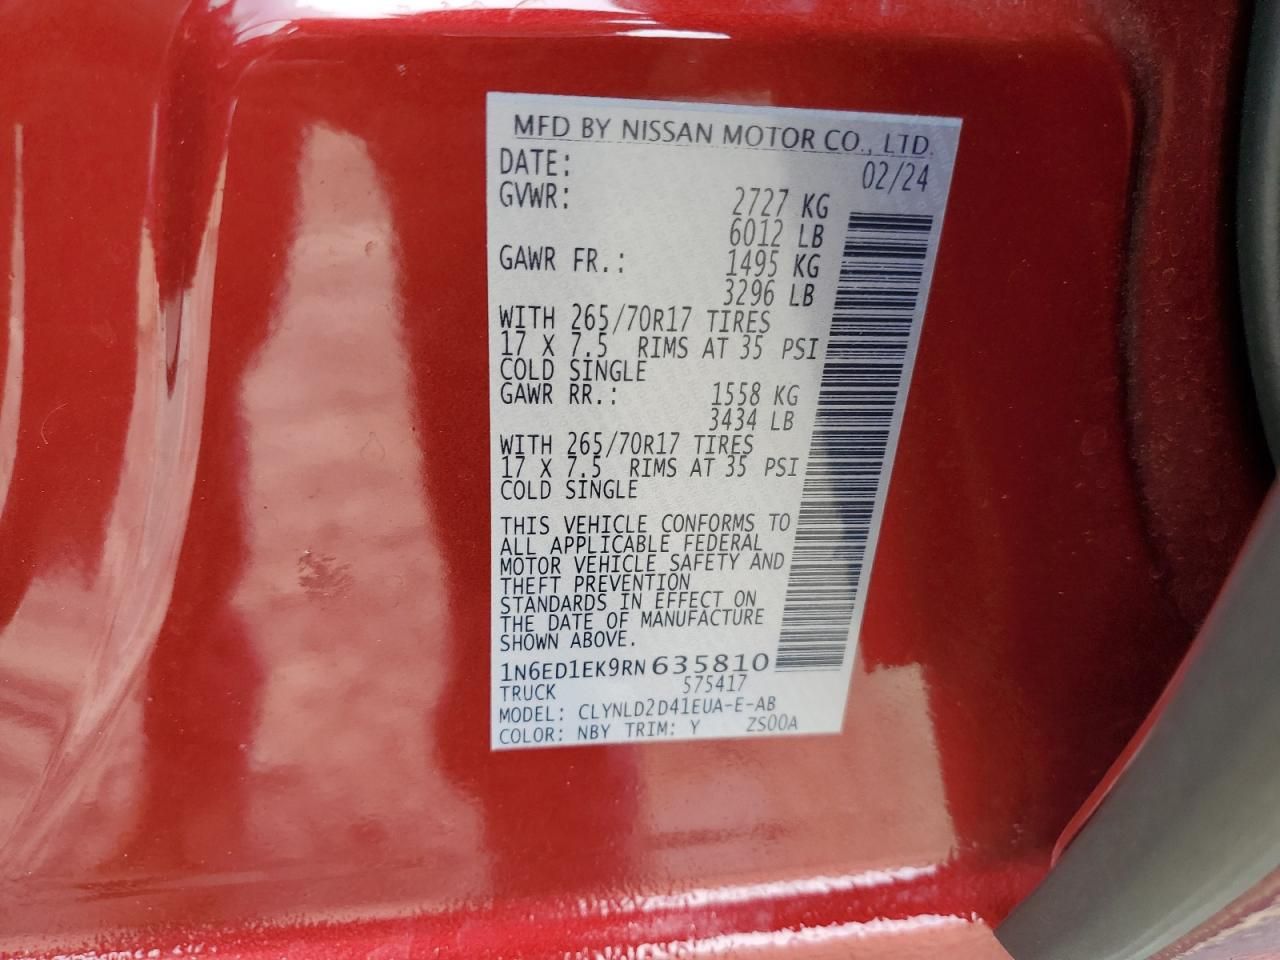 MFD BY NISSAN MOTOR CO., LTD.
DATE: 02/24
GVWR: 2727 KG
6012 LB
GAWR FR.: 1495 KG
3296 LB
WITH 265/70R17 TIRES
17 X 7.5 RIMS AT 35 PSI
COLD SINGLE
GAWR RR.: 1558 KG
3434 LB
WITH 265/70R17 TIRES
17 X 7.5 RIMS AT 35 PSI
COLD SINGLE
THIS VEHICLE CONFORMS TO
ALL APPLICABLE FEDERAL
MOTOR VEHICLE SAFETY AND
THEFT PREVENTION
STANDARDS IN EFFECT ON
THE DATE OF MANUFACTURE
SHOWN ABOVE.
1N6ED1EK9RN635810
TRUCK 575417
MODEL: CLYNLD2D41EUA-E-AB
COLOR: NBY TRIM: Y ZS00A